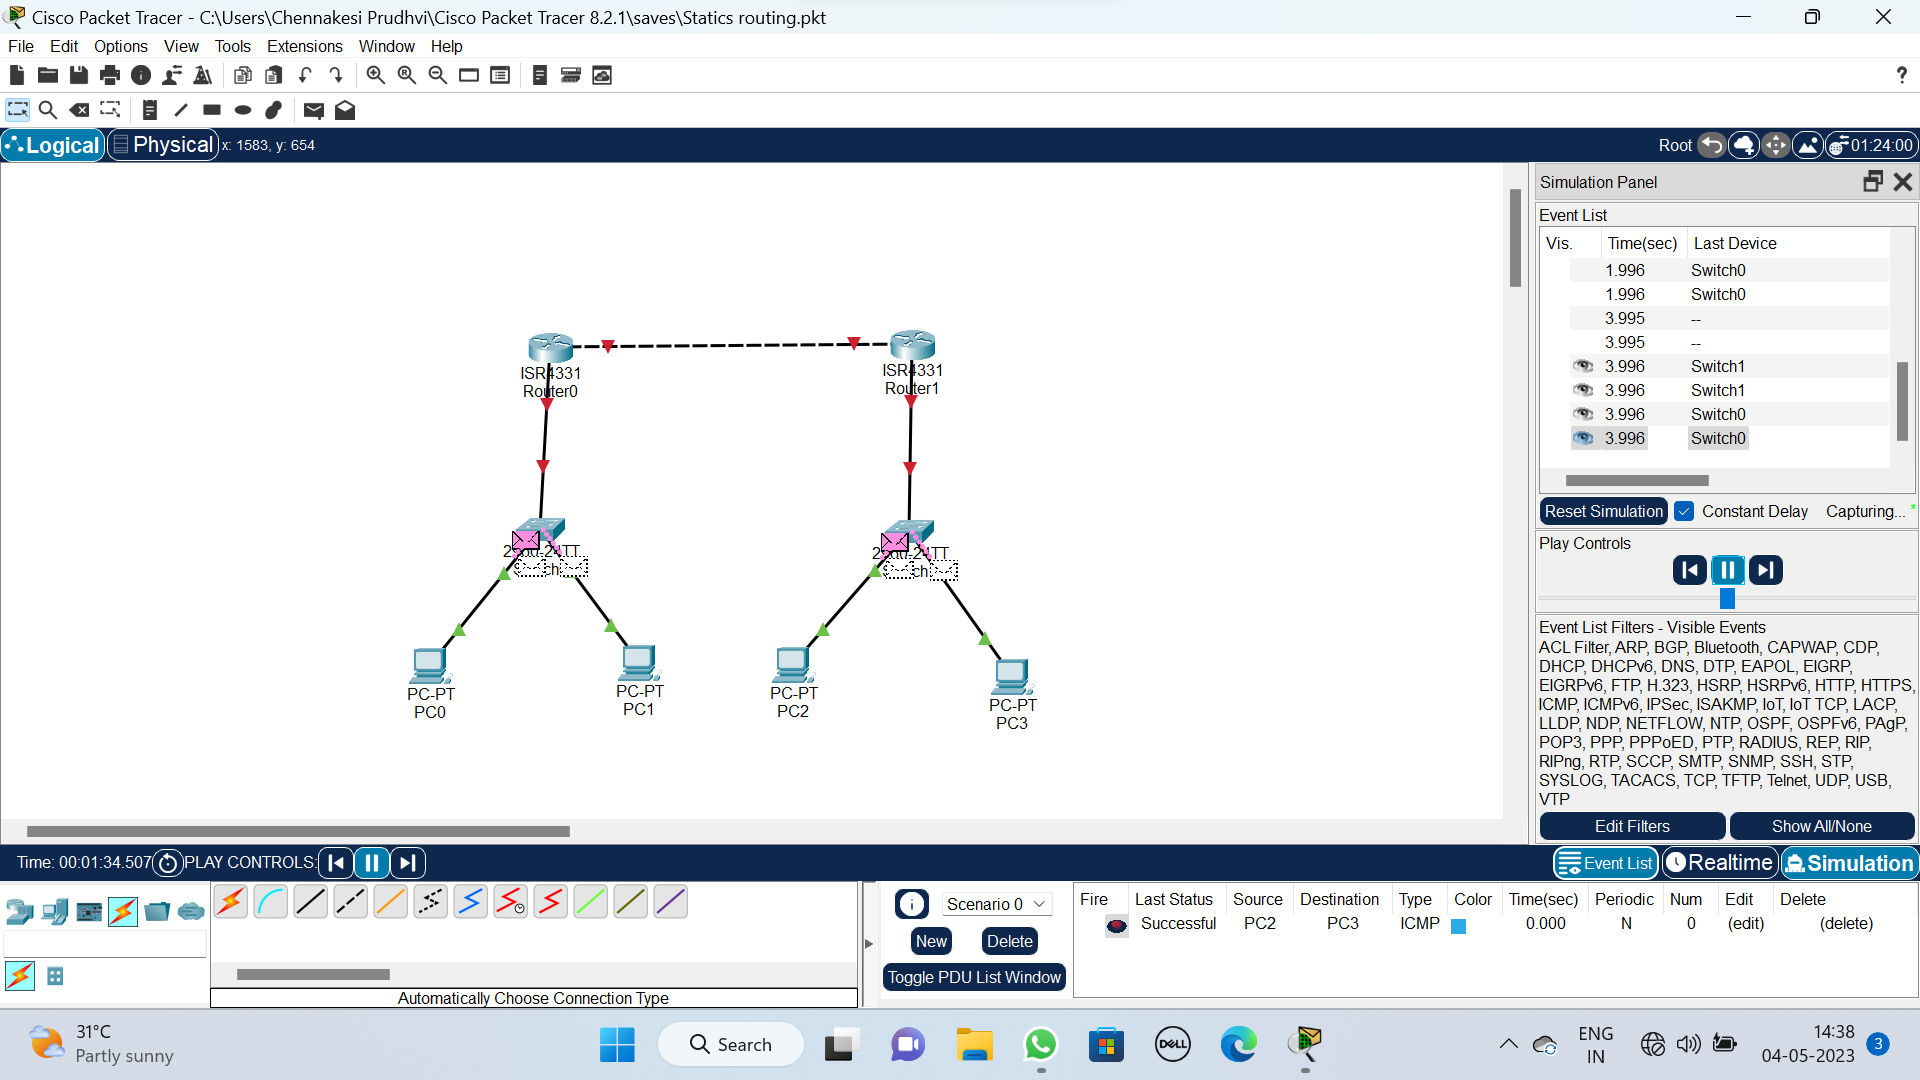 Cisco Packet Tracer - C:\Users\Chennakesi Prudhvi\Cisco Packet Tracer 8.2.1\saves\Statics routing.pkt
File Edit Options View Tools Extensions Window Help
Logical Physical x: 1583, y: 654 Root 01:24:00
Simulation Panel
Event List
Vis. Time(sec) Last Device
1.996 Switch0
1.996 Switch0
3.995 --
3.995 --
3.996 Switch1
3.996 Switch1
3.996 Switch0
3.996 Switch0
Reset Simulation Constant Delay Capturing... *
Play Controls
Event List Filters - Visible Events
ACL Filter, ARP, BGP, Bluetooth, CAPWAP, CDP,
DHCP, DHCPv6, DNS, DTP, EAPOL, EIGRP,
EIGRPv6, FTP, H.323, HSRP, HSRPv6, HTTP, HTTPS,
ICMP, ICMPv6, IPSec, ISAKMP, IoT, IoT TCP, LACP,
LLDP, NDP, NETFLOW, NTP, OSPF, OSPFv6, PAgP,
POP3, PPP, PPPoED, PTP, RADIUS, REP, RIP,
RIPng, RTP, SCCP, SMTP, SNMP, SSH, STP,
SYSLOG, TACACS, TCP, TFTP, Telnet, UDP, USB,
VTP
Edit Filters Show All/None
ISR4331
Router0
ISR4331
Router1
PC-PT
PC0
PC-PT
PC1
PC-PT
PC2
PC-PT
PC3
Time: 00:01:34.507 PLAY CONTROLS:
Event List Realtime Simulation
Automatically Choose Connection Type
Scenario 0
New Delete
Toggle PDU List Window
Fire Last Status Source Destination Type Color Time(sec) Periodic Num Edit Delete
Successful PC2 PC3 ICMP 0.000 N 0 (edit) (delete)
31°C
Partly sunny
Search
DELL
ENG
IN
14:38
04-05-2023
3